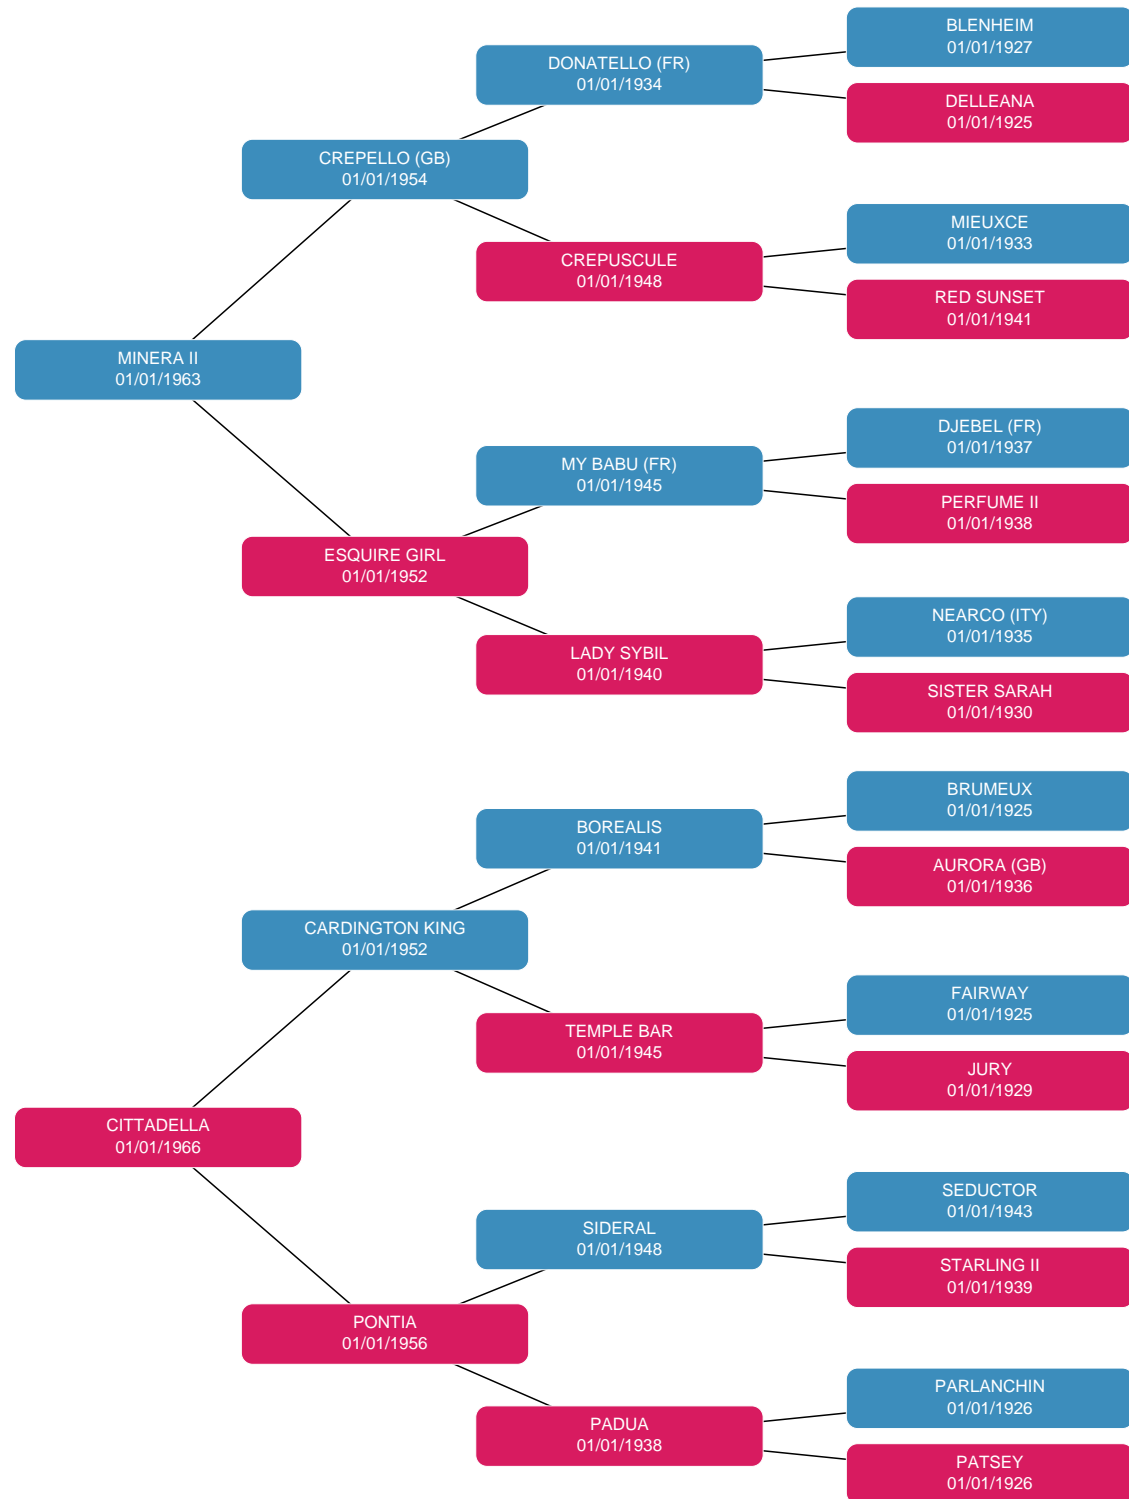 BLENHEIM
01/01/1927
DONATELLO (FR)
01/01/1934
DELLEANA
01/01/1925
CREPELLO (GB)
01/01/1954
MIEUXCE
01/01/1933
CREPUSCULE
01/01/1948
RED SUNSET
01/01/1941
MINERA II
01/01/1963
DJEBEL (FR)
01/01/1937
MY BABU (FR)
01/01/1945
PERFUME II
01/01/1938
ESQUIRE GIRL
01/01/1952
NEARCO (ITY)
01/01/1935
LADY SYBIL
01/01/1940
SISTER SARAH
01/01/1930
BRUMEUX
01/01/1925
BOREALIS
01/01/1941
AURORA (GB)
01/01/1936
CARDINGTON KING
01/01/1952
FAIRWAY
01/01/1925
TEMPLE BAR
01/01/1945
JURY
01/01/1929
CITTADELLA
01/01/1966
SEDUCTOR
01/01/1943
SIDERAL
01/01/1948
STARLING II
01/01/1939
PONTIA
01/01/1956
PARLANCHIN
01/01/1926
PADUA
01/01/1938
PATSEY
01/01/1926